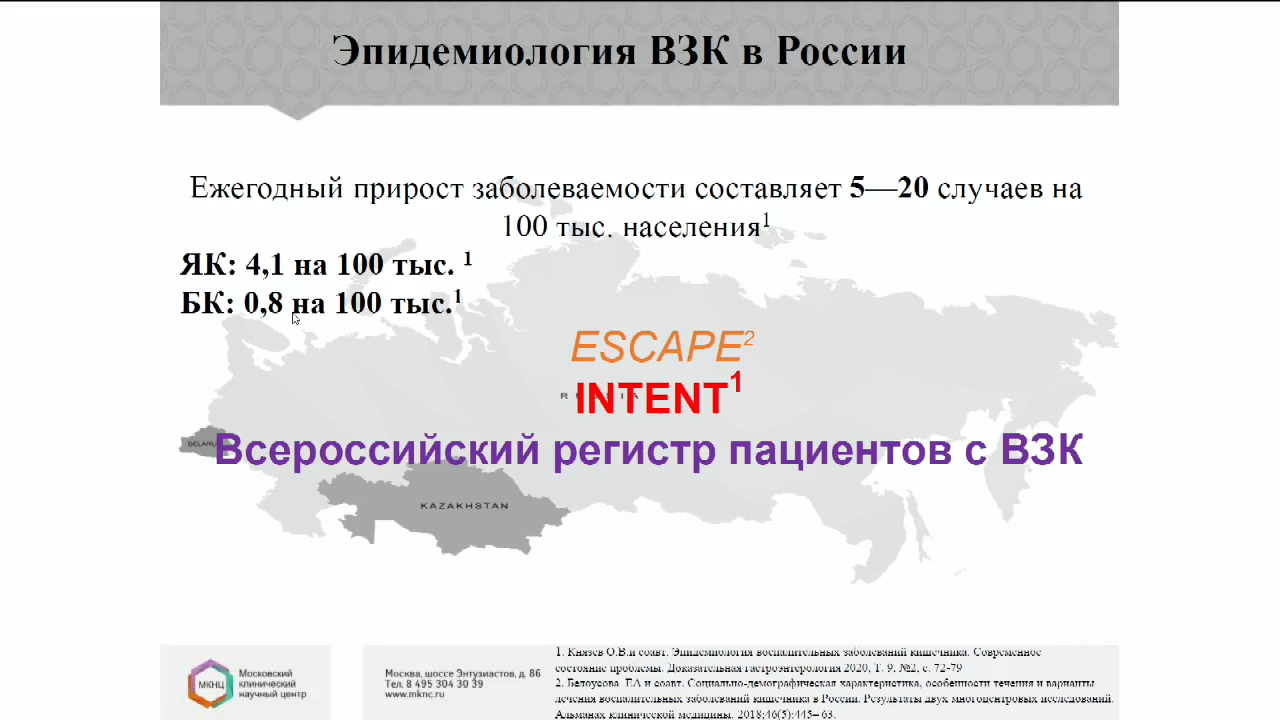 Эпидемиология ВЗК в России
Ежегодный прирост заболеваемости составляет 5—20 случаев на
100 тыс. населения1
ЯК: 4,1 на 100 тыс. 1
БК: 0,8 на 100 тыс.1
ESCAPE2
INTENT1
Всероссийский регистр пациентов с ВЗК
KAZAKHSTAN
Московский
клинический
научный центр
МКНЦ
Москва, шоссе Энтузиастов, д. 86
Тел. 8 495 304 30 39
www.mknc.ru
1. Князев О.В.и соавт. Эпидемиология воспалительных заболеваний кишечника. Современное
состояние проблемы. Доказательная гастроэнтерология 2020, Т. 9, №2, с. 72-79
2. Белоусова ЕА и соавт. Социально-демографическая характеристика, особенности течения и варианты
лечения воспалительных заболеваний кишечника в России. Результаты двух многоцентровых исследований.
Альманах клинической медицины. 2018;46(5):445– 63.